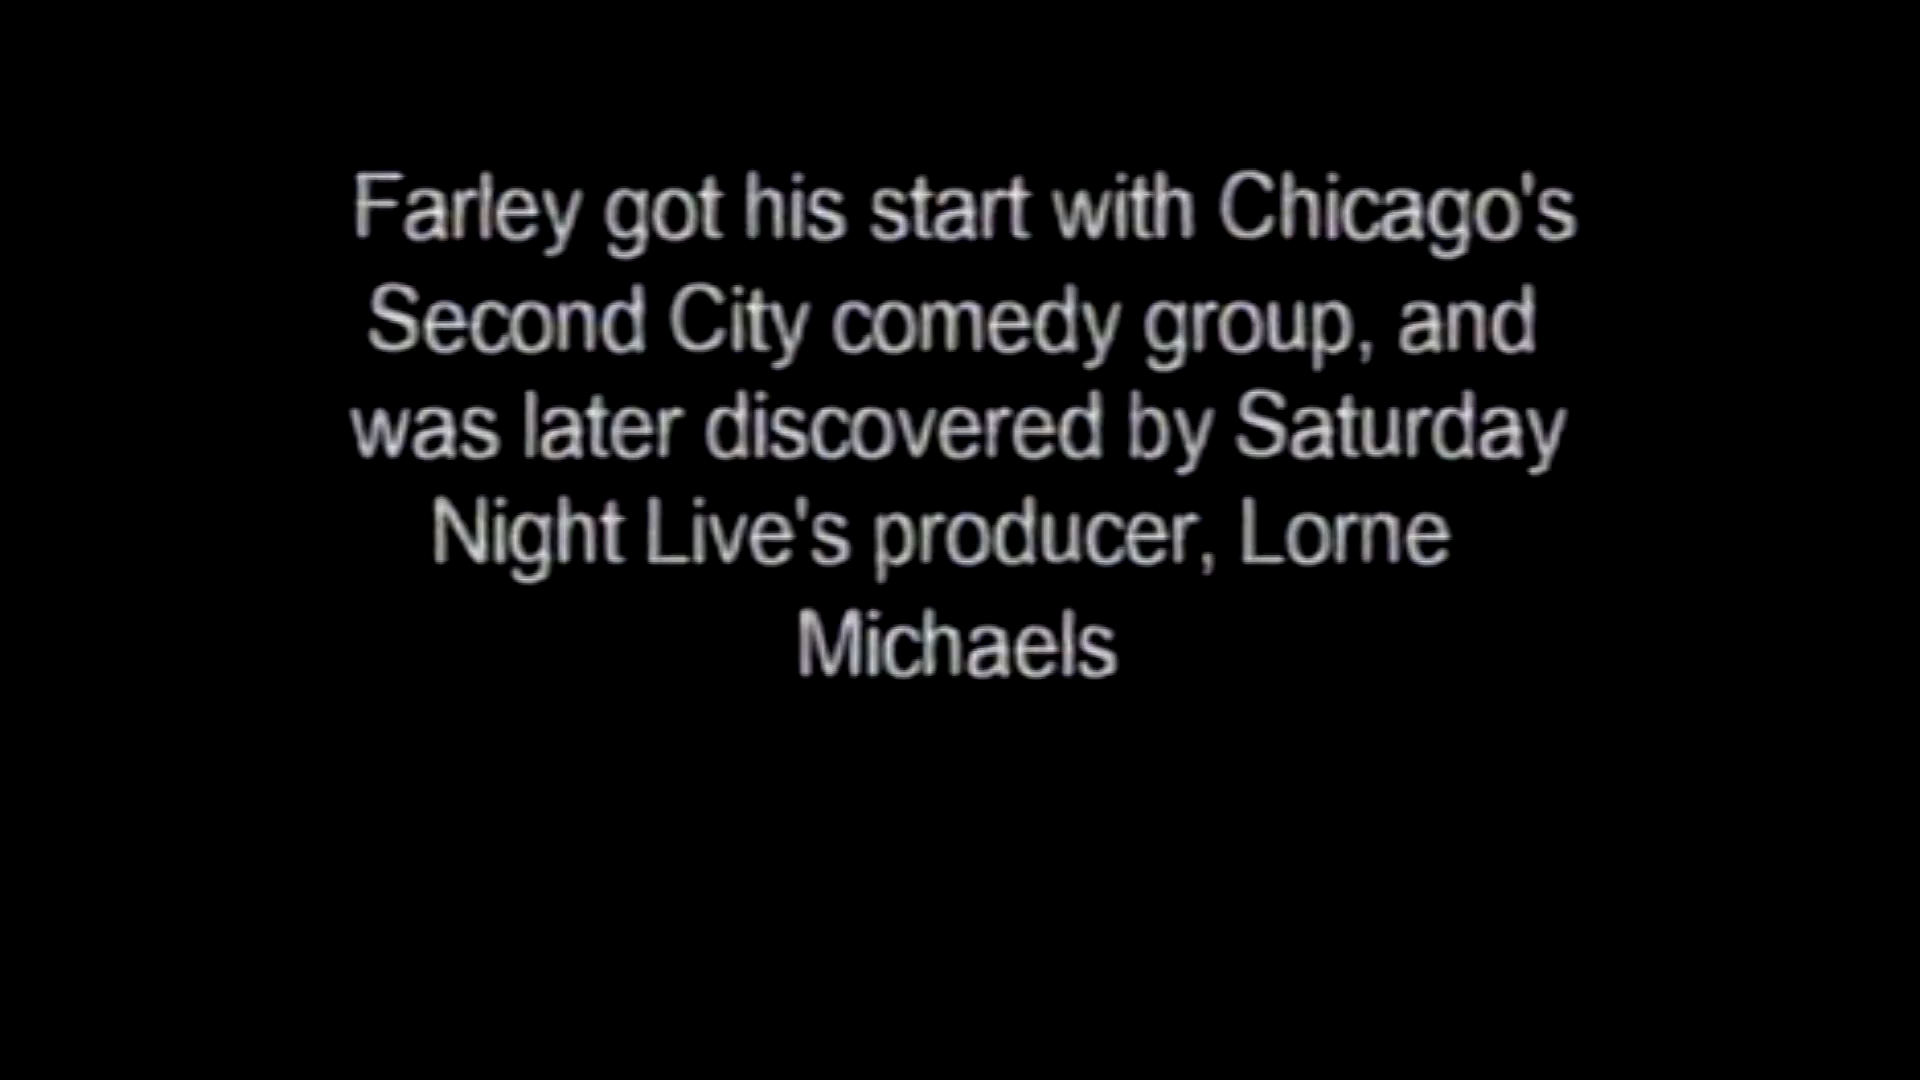 Farley got his start with Chicago's
Second City comedy group, and
was later discovered by Saturday
Night Live's producer, Lorne
Michaels